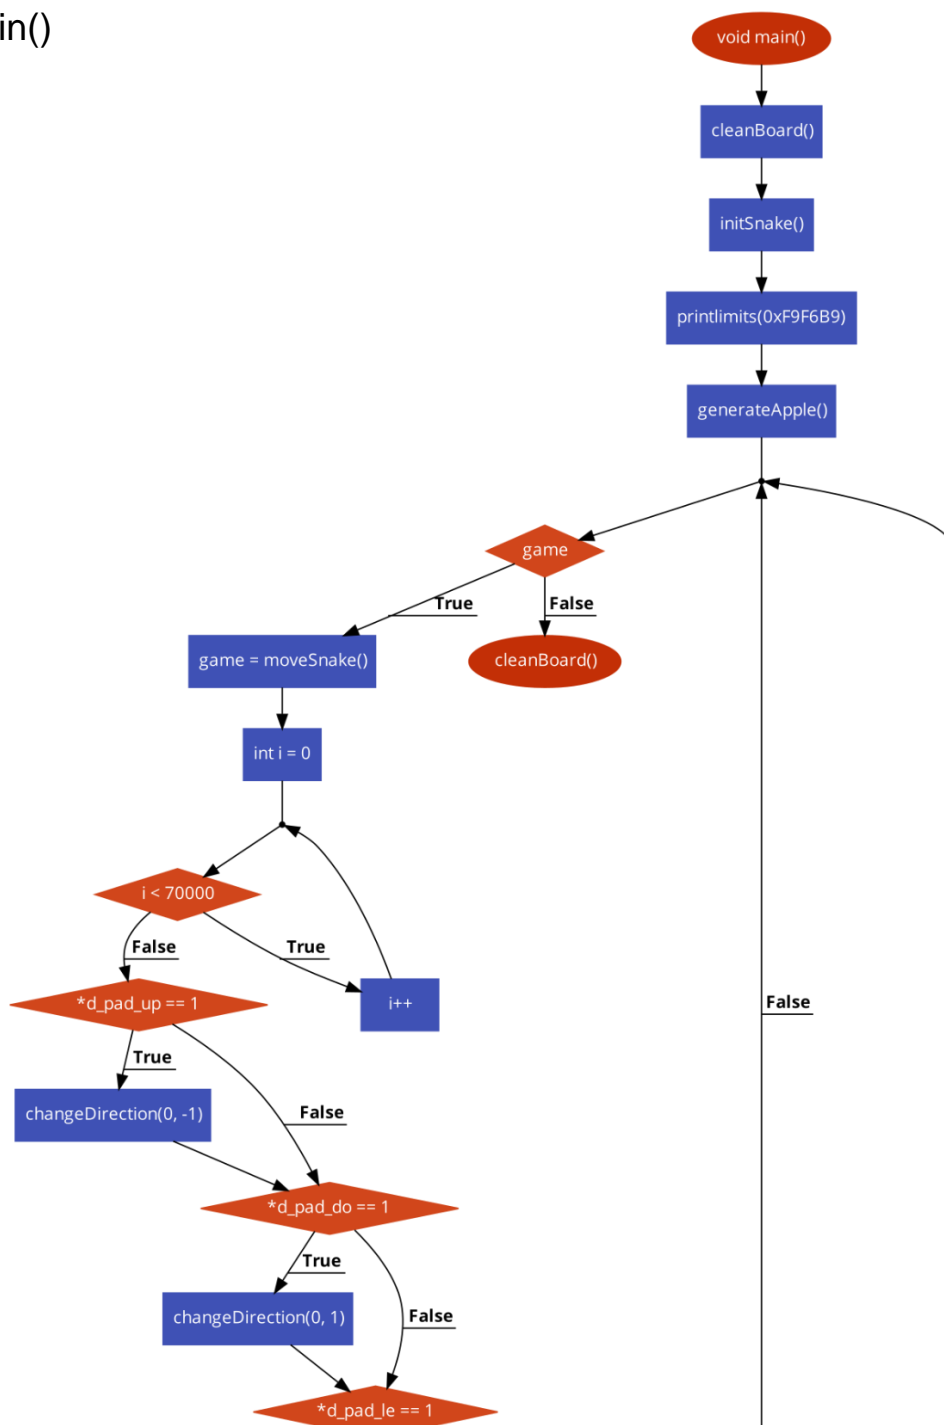 in()
void main()
cleanBoard()
initSnake()
printlimits(0xF9F6B9)
generateApple()
game
True
False
game = moveSnake()
cleanBoard()
int i = 0
i < 70000
False
True
*d_pad_up == 1
i++
False
True
changeDirection(0, -1)
False
*d_pad_do == 1
True
changeDirection(0, 1)
False
*d_pad_le == 1